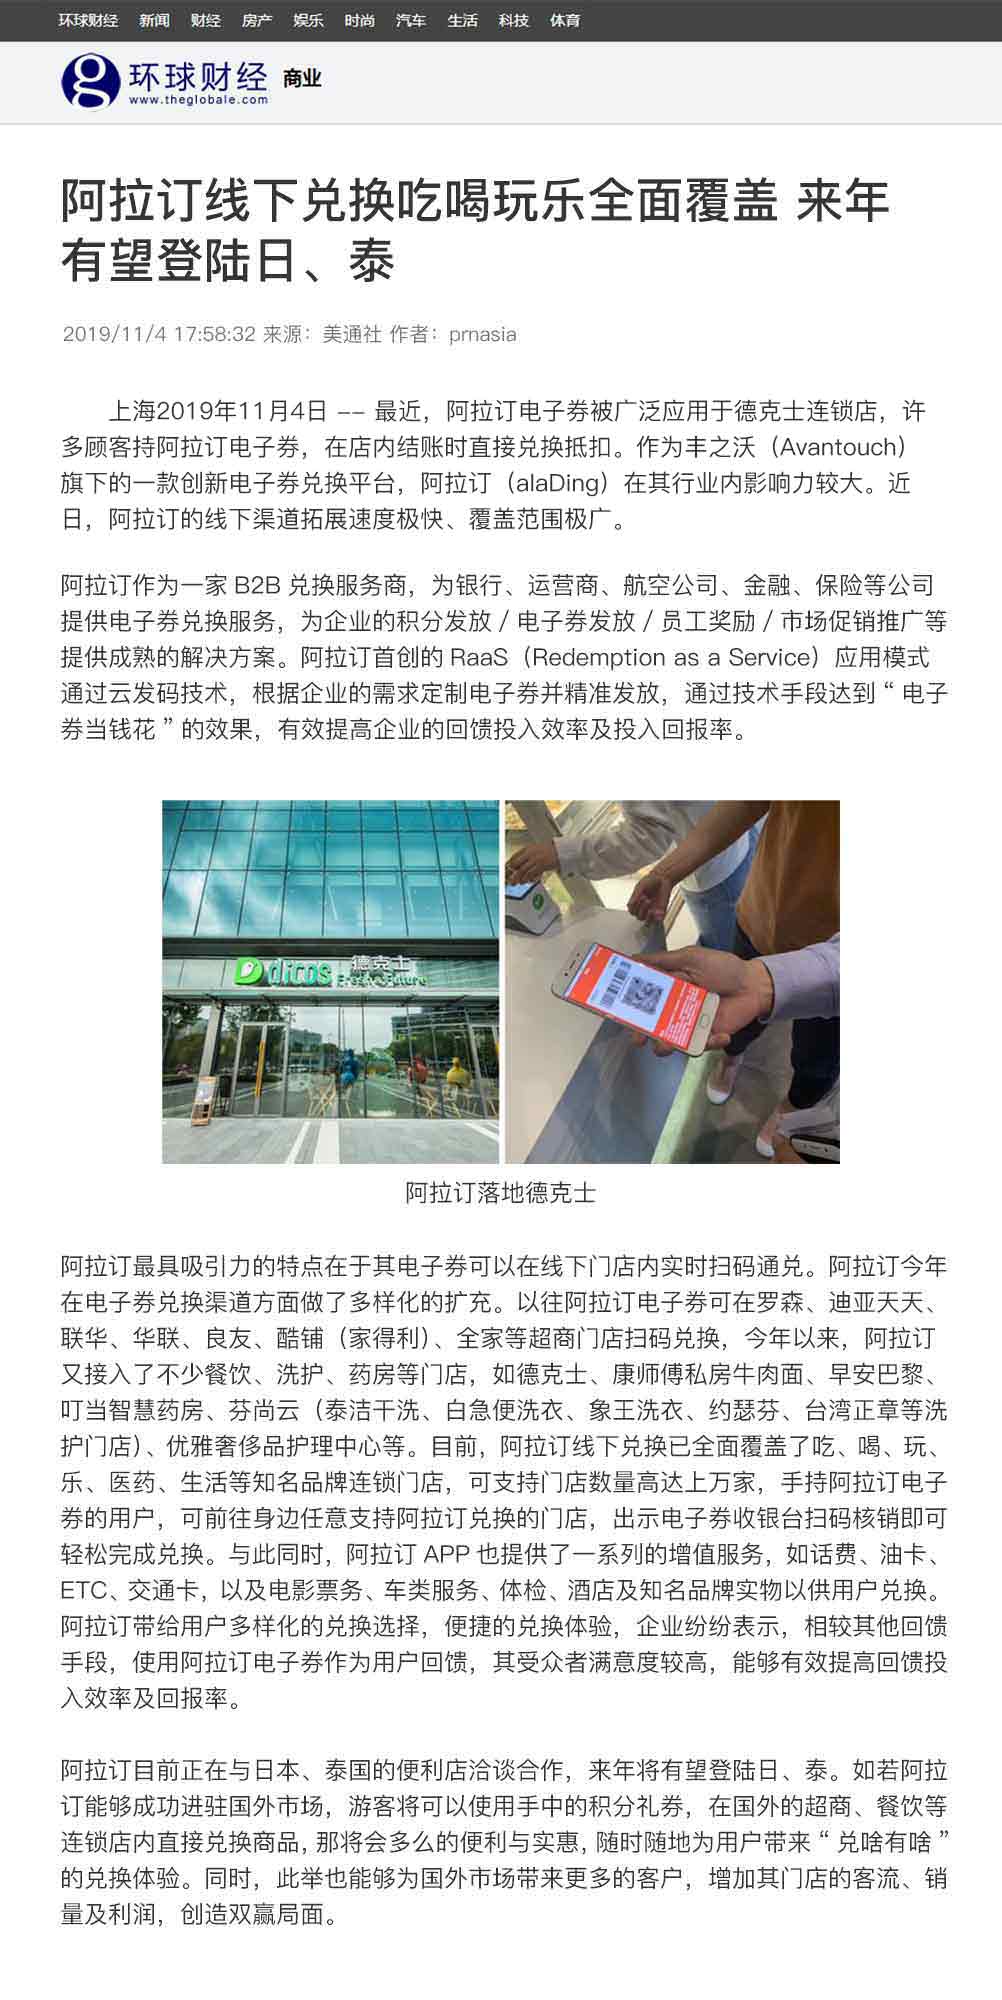 环球财经 新闻 财经 房产 娱乐 时尚 汽车 生活 科技 体育
g 环球财经 商业
www.theglobale.com
阿拉订线下兑换吃喝玩乐全面覆盖 来年
有望登陆日、泰
2019/11/4 17:58:32 来源：美通社 作者：prnasia
上海2019年11月4日 -- 最近，阿拉订电子券被广泛应用于德克士连锁店，许
多顾客持阿拉订电子券，在店内结账时直接兑换抵扣。作为丰之沃（Avantouch）
旗下的一款创新电子券兑换平台，阿拉订（alaDing）在其行业内影响力较大。近
日，阿拉订的线下渠道拓展速度极快、覆盖范围极广。
阿拉订作为一家 B2B 兑换服务商，为银行、运营商、航空公司、金融、保险等公司
提供电子券兑换服务，为企业的积分发放 / 电子券发放 / 员工奖励 / 市场促销推广等
提供成熟的解决方案。阿拉订首创的 RaaS（Redemption as a Service）应用模式
通过云发码技术，根据企业的需求定制电子券并精准发放，通过技术手段达到 " 电子
券当钱花 " 的效果，有效提高企业的回馈投入效率及投入回报率。
dicos 德克士
Fresh Future
阿拉订落地德克士
阿拉订最具吸引力的特点在于其电子券可以在线下门店内实时扫码通兑。阿拉订今年
在电子券兑换渠道方面做了多样化的扩充。以往阿拉订电子券可在罗森、迪亚天天、
联华、华联、良友、酷铺（家得利）、全家等超商门店扫码兑换，今年以来，阿拉订
又接入了不少餐饮、洗护、药房等门店，如德克士、康师傅私房牛肉面、早安巴黎、
叮当智慧药房、芬尚云（泰洁干洗、白急便洗衣、象王洗衣、约瑟芬、台湾正章等洗
护门店）、优雅奢侈品护理中心等。目前，阿拉订线下兑换已全面覆盖了吃、喝、玩、
乐、医药、生活等知名品牌连锁门店，可支持门店数量高达上万家，手持阿拉订电子
券的用户，可前往身边任意支持阿拉订兑换的门店，出示电子券收银台扫码核销即可
轻松完成兑换。与此同时，阿拉订 APP 也提供了一系列的增值服务，如话费、油卡、
ETC、交通卡，以及电影票务、车类服务、体检、酒店及知名品牌实物以供用户兑换。
阿拉订带给用户多样化的兑换选择，便捷的兑换体验，企业纷纷表示，相较其他回馈
手段，使用阿拉订电子券作为用户回馈，其受众者满意度较高，能够有效提高回馈投
入效率及回报率。
阿拉订目前正在与日本、泰国的便利店洽谈合作，来年将有望登陆日、泰。如若阿拉
订能够成功进驻国外市场，游客将可以使用手中的积分礼券，在国外的超商、餐饮等
连锁店内直接兑换商品, 那将会多么的便利与实惠, 随时随地为用户带来 " 兑啥有啥 "
的兑换体验。同时，此举也能够为国外市场带来更多的客户，增加其门店的客流、销
量及利润，创造双赢局面。